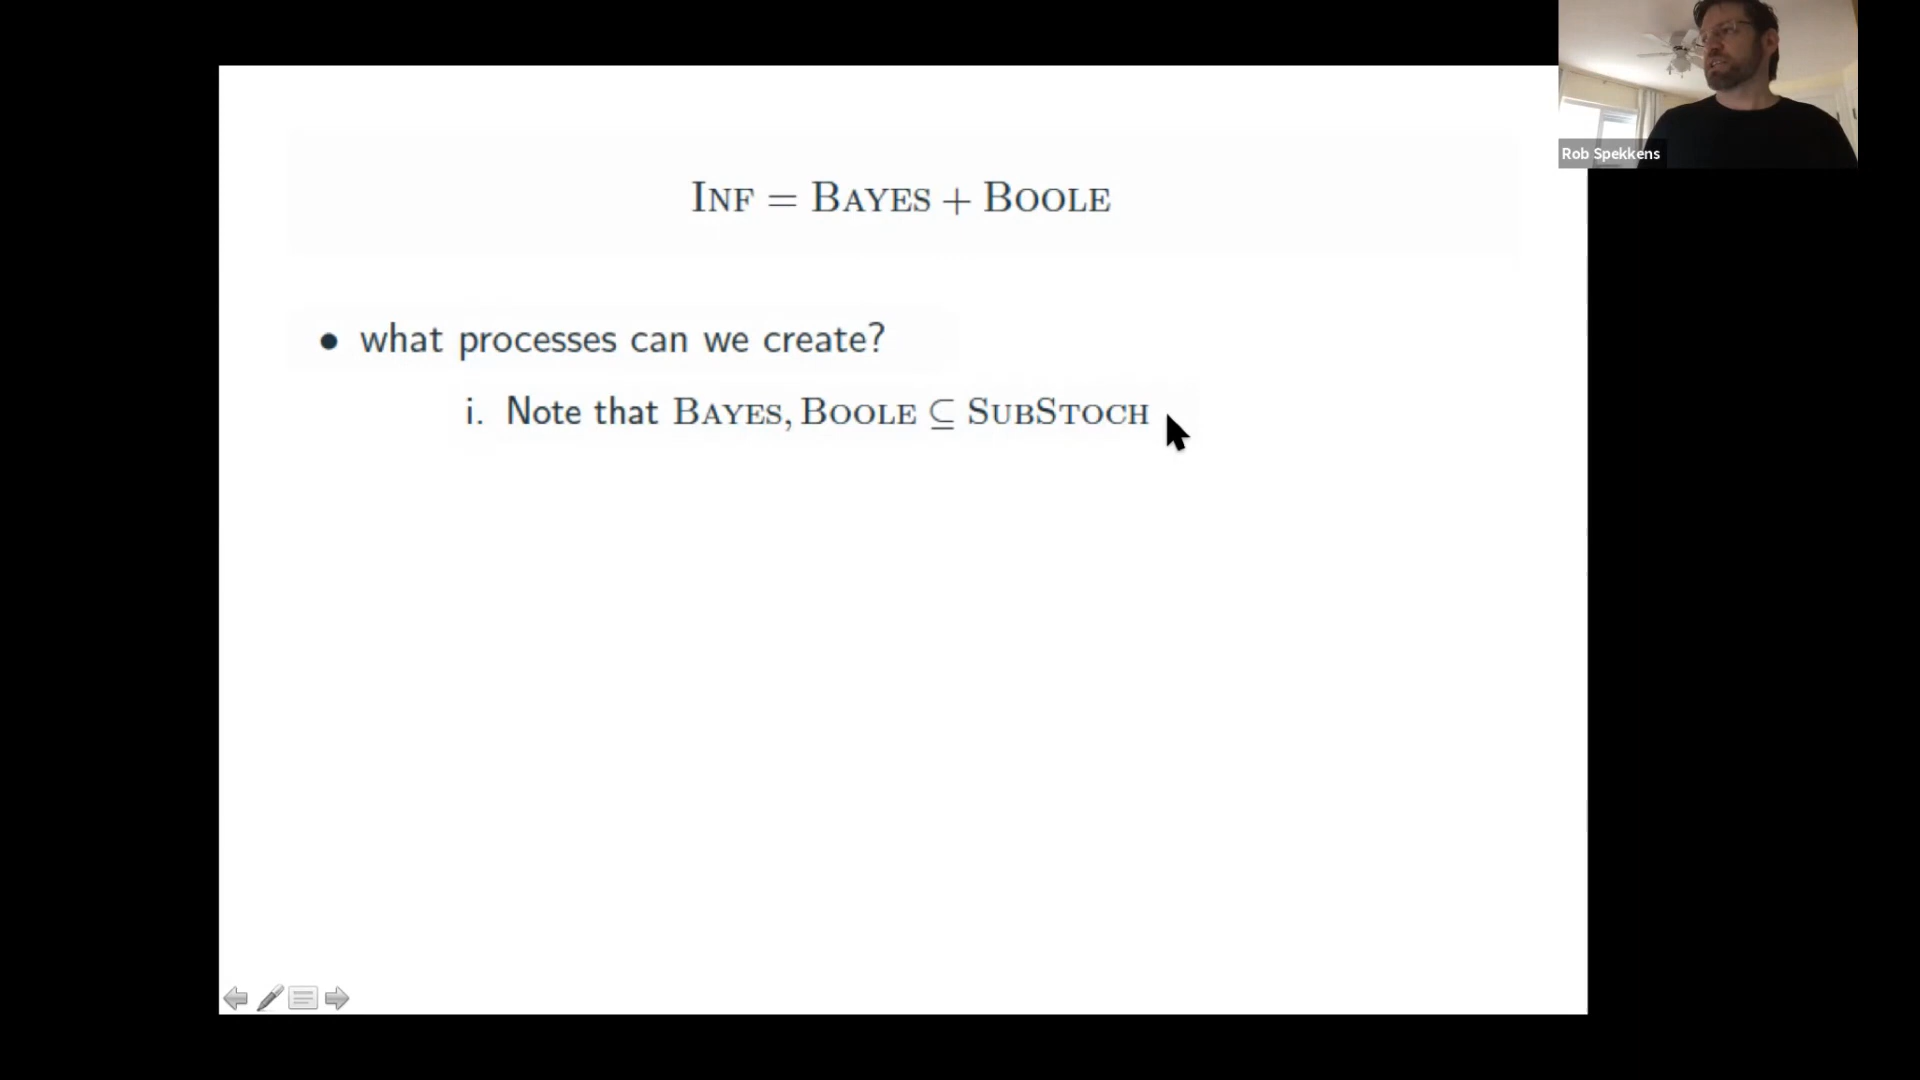 INF = BAYES + BOOLE
Rob Spekkens
• what processes can we create?
i. Note that BAYES, BOOLE ⊆ SUBSTOCH